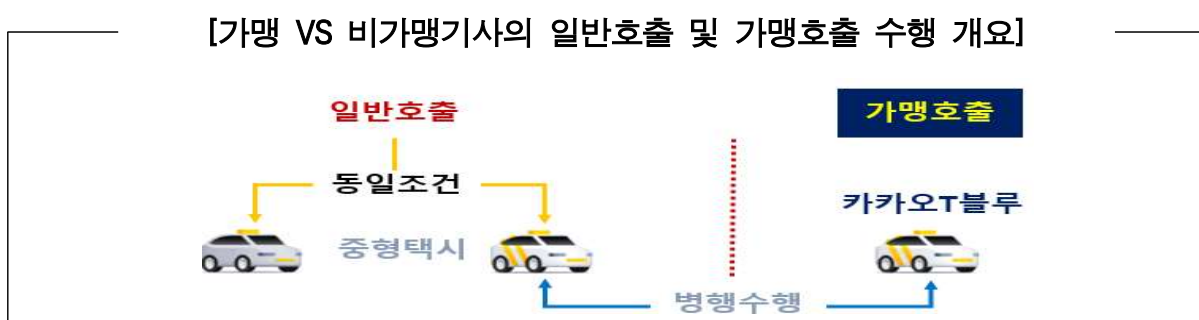 [가맹 VS 비가맹기사의 일반호출 및 가맹호출 수행 개요]
일반호출
가맹호출
동일조건
카카오T블루
중형택시
병행수행